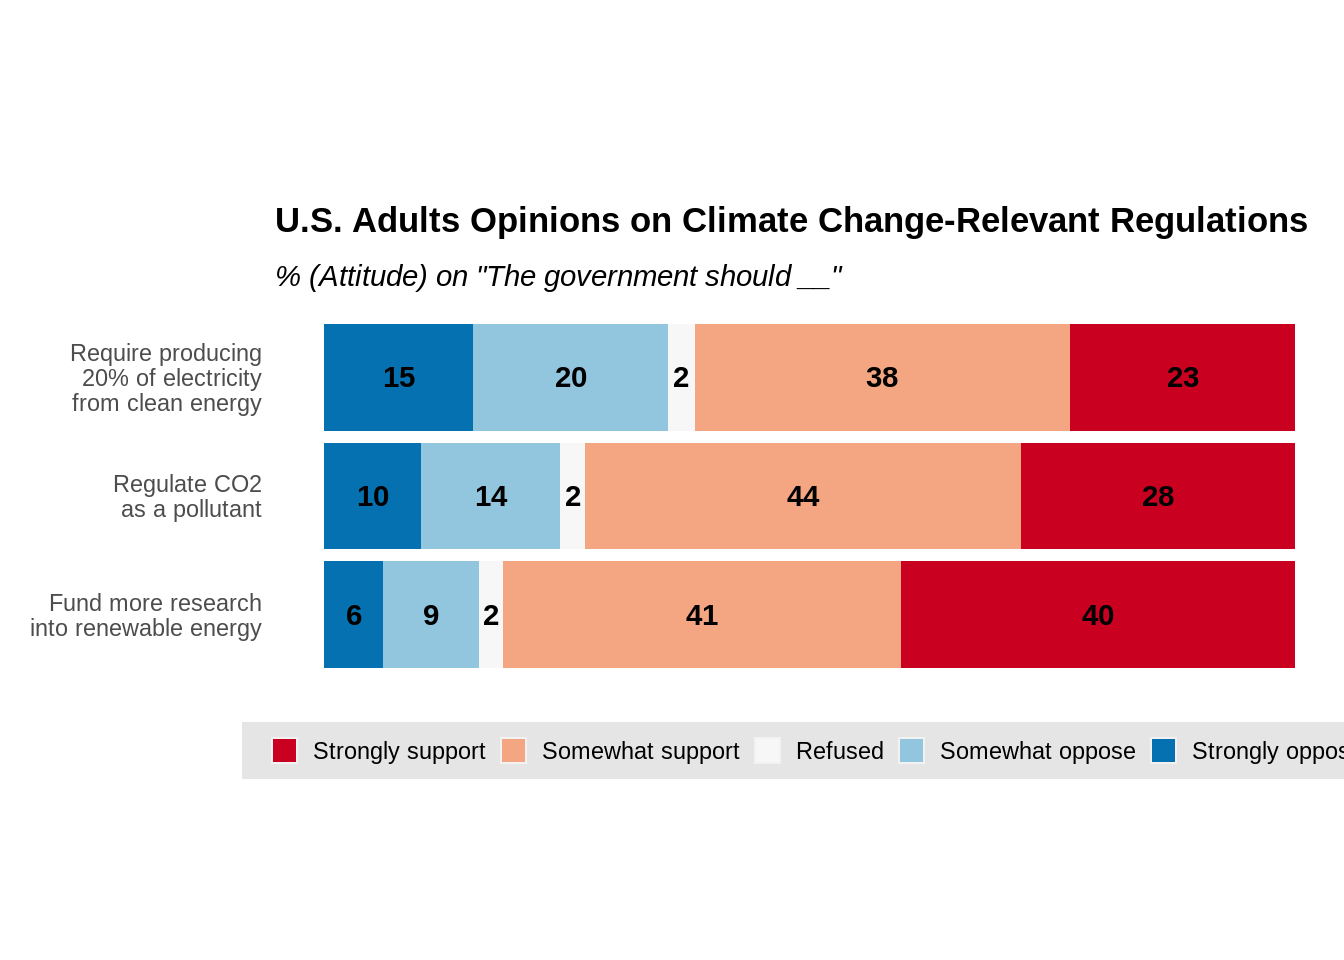 U.S. Adults Opinions on Climate Change-Relevant Regulations
% (Attitude) on "The government should __"
Require producing
20% of electricity
from clean energy
15 20 2 38 23
Regulate CO2
as a pollutant
10 14 2 44 28
Fund more research
into renewable energy
6 9 2 41 40
Strongly support Somewhat support Refused Somewhat oppose Strongly oppos